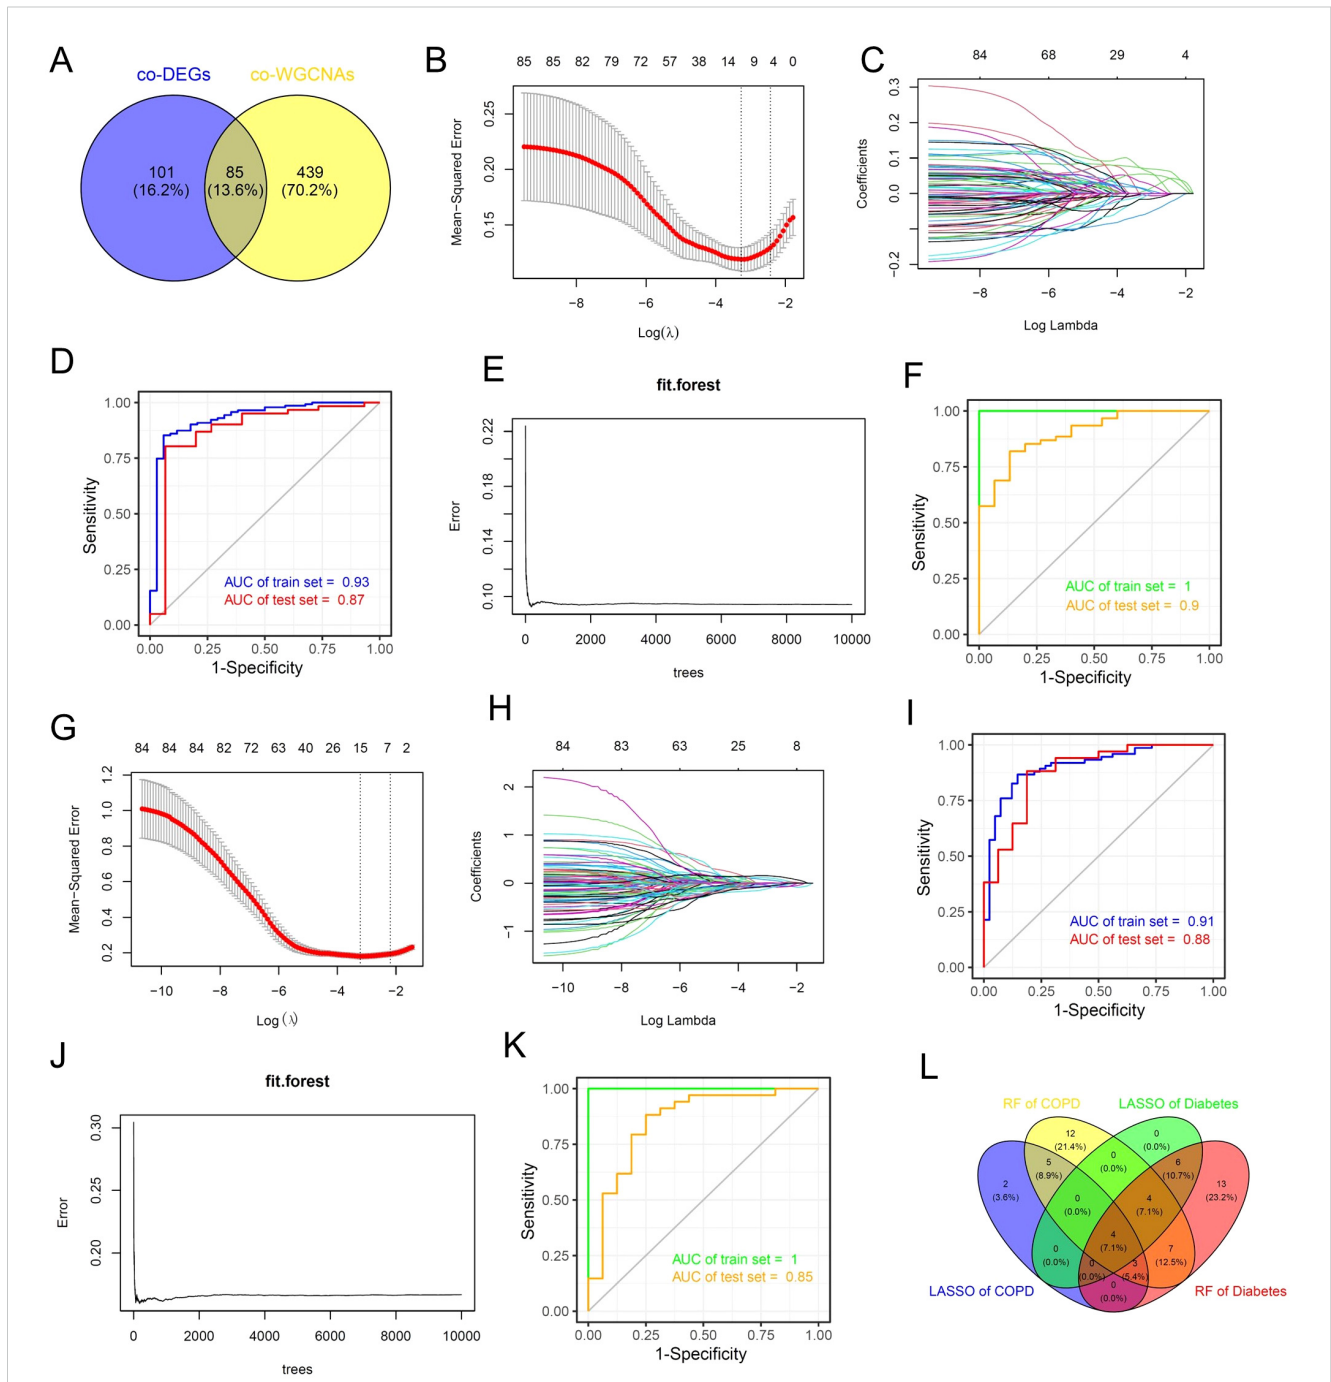 A
co-DEGs
co-WGCNAs
101
(16.2%)
85
(13.6%)
439
(70.2%)
B
85 85 82 79 72 57 38 14 9 4 0
Mean-Squared Error
0.25
0.20
0.15
-8 -6 -4 -2
Log(λ)
C
84 68 29 4
Coefficients
0.3
0.2
0.1
0.0
-0.2
-8 -6 -4 -2
Log Lambda
D
Sensitivity
1.00
0.75
0.50
0.25
0.00
AUC of train set = 0.93
AUC of test set = 0.87
0.00 0.25 0.50 0.75 1.00
1-Specificity
E
fit.forest
Error
0.22
0.18
0.14
0.10
0 2000 4000 6000 8000 10000
trees
F
Sensitivity
1.00
0.75
0.50
0.25
0.00
AUC of train set = 1
AUC of test set = 0.9
0.00 0.25 0.50 0.75 1.00
1-Specificity
G
84 84 84 82 72 63 40 26 15 7 2
Mean-Squared Error
1.2
1.0
0.8
0.6
0.4
0.2
-10 -8 -6 -4 -2
Log (λ)
H
84 83 63 25 8
Coefficients
2
1
0
-1
-10 -8 -6 -4 -2
Log Lambda
I
Sensitivity
1.00
0.75
0.50
0.25
0.00
AUC of train set = 0.91
AUC of test set = 0.88
0.00 0.25 0.50 0.75 1.00
1-Specificity
J
fit.forest
Error
0.30
0.25
0.20
0 2000 4000 6000 8000 10000
trees
K
Sensitivity
1.00
0.75
0.50
0.25
0.00
AUC of train set = 1
AUC of test set = 0.85
0.00 0.25 0.50 0.75 1.00
1-Specificity
L
RF of COPD
LASSO of Diabetes
12
(21.4%)
0
(0.0%)
5
(8.9%)
0
(0.0%)
6
(10.7%)
2
(3.6%)
13
(23.2%)
0
(0.0%)
4
(7.1%)
4
(7.1%)
0
(0.0%)
7
(12.5%)
0
(0.0%)
3
(5.4%)
0
(0.0%)
LASSO of COPD
RF of Diabetes